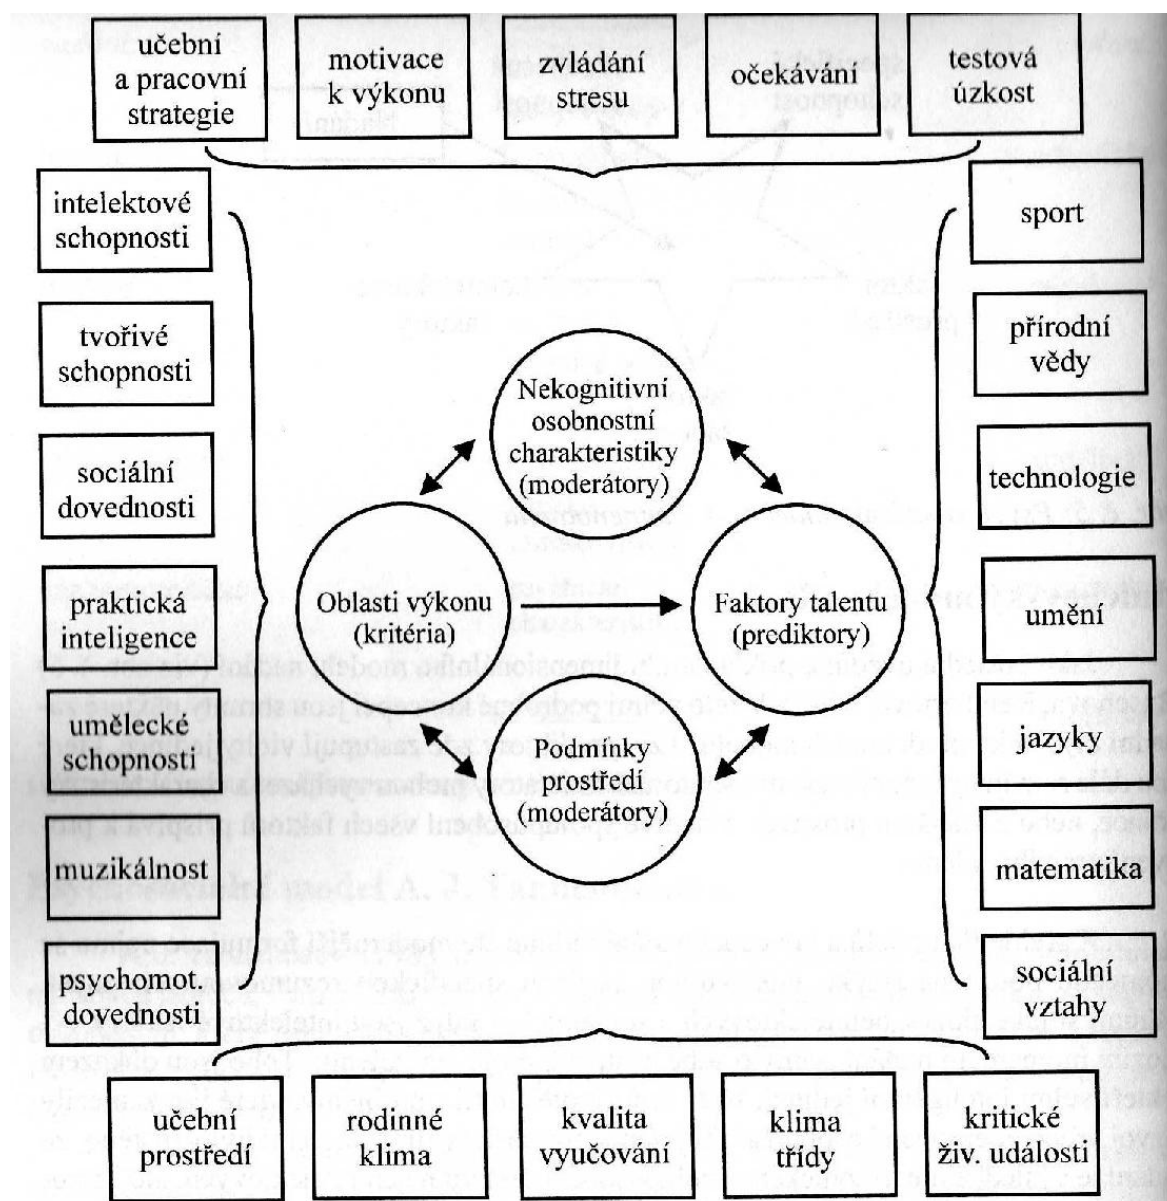 učební
a pracovní
strategie
motivace
k výkonu
zvládání
stresu
očekávání
testová
úzkost
intelektové
schopnosti
tvořivé
schopnosti
sociální
dovednosti
praktická
inteligence
umělecké
schopnosti
muzikálnost
psychomot.
dovednosti
Nekognitivní
osobnostní
charakteristiky
(moderátory)
Oblasti výkonu
(kritéria)
Faktory talentu
(prediktory)
Podmínky
prostředí
(moderátory)
sport
přírodní
vědy
technologie
umění
jazyky
matematika
sociální
vztahy
učební
prostředí
rodinné
klima
kvalita
vyučování
klima
třídy
kritické
živ. události